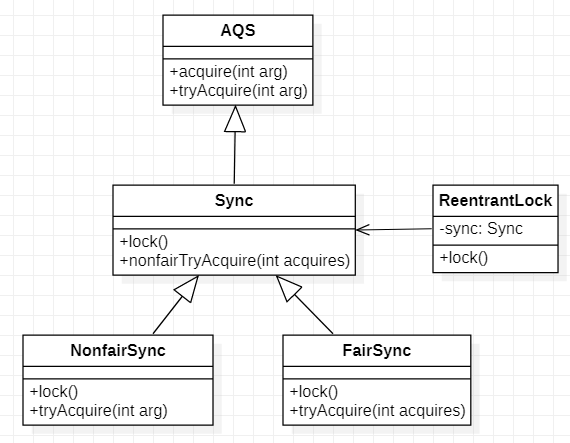 AQS
+acquire(int arg)
+tryAcquire(int arg)
Sync
+lock()
+nonfairTryAcquire(int acquires)
ReentrantLock
-sync: Sync
+lock()
NonfairSync
+lock()
+tryAcquire(int arg)
FairSync
+lock()
+tryAcquire(int acquires)